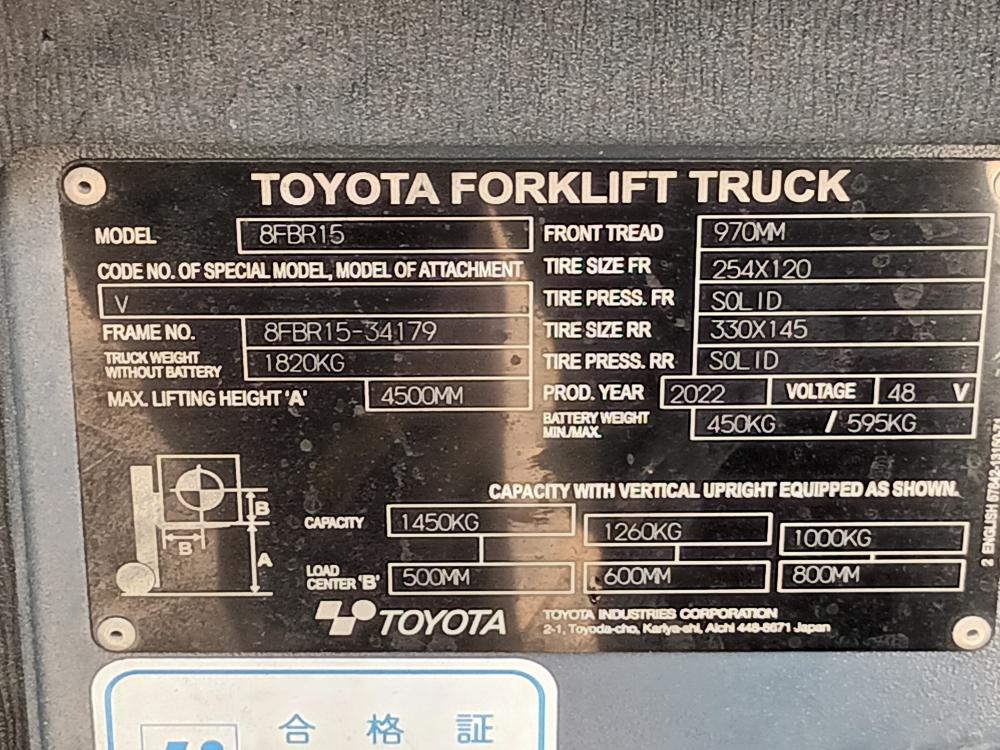 TOYOTA FORKLIFT TRUCK
MODEL 8FBR15
CODE NO. OF SPECIAL MODEL, MODEL OF ATTACHMENT
V
FRAME NO. 8FBR15-34179
TRUCK WEIGHT
WITHOUT BATTERY 1820KG
MAX. LIFTING HEIGHT 'A' 4500MM
FRONT TREAD 970MM
TIRE SIZE FR 254X120
TIRE PRESS. FR SOLID
TIRE SIZE RR 330X145
TIRE PRESS. RR SOLID
PROD. YEAR 2022 VOLTAGE 48 V
BATTERY WEIGHT
MIN./MAX. 450KG / 595KG
B
B
A
CAPACITY WITH VERTICAL UPRIGHT EQUIPPED AS SHOWN.
CAPACITY 1450KG 1260KG 1000KG
LOAD
CENTER 'B' 500MM 600MM 800MM
TOYOTA
TOYOTA INDUSTRIES CORPORATION
2-1, Toyoda-cho, Kariya-shi, Aichi 448-8671 Japan
2 ENGLISH
合格証